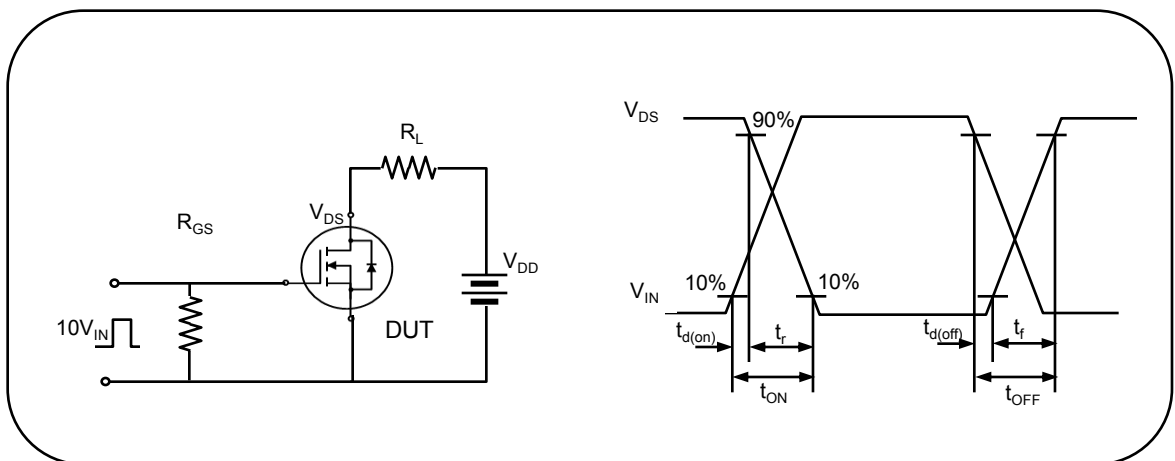 R_L
V_DS
R_GS
V_DD
10V_IN
DUT
V_DS
90%
V_IN
10%
10%
t_d(on)
t_r
t_d(off)
t_f
t_ON
t_OFF